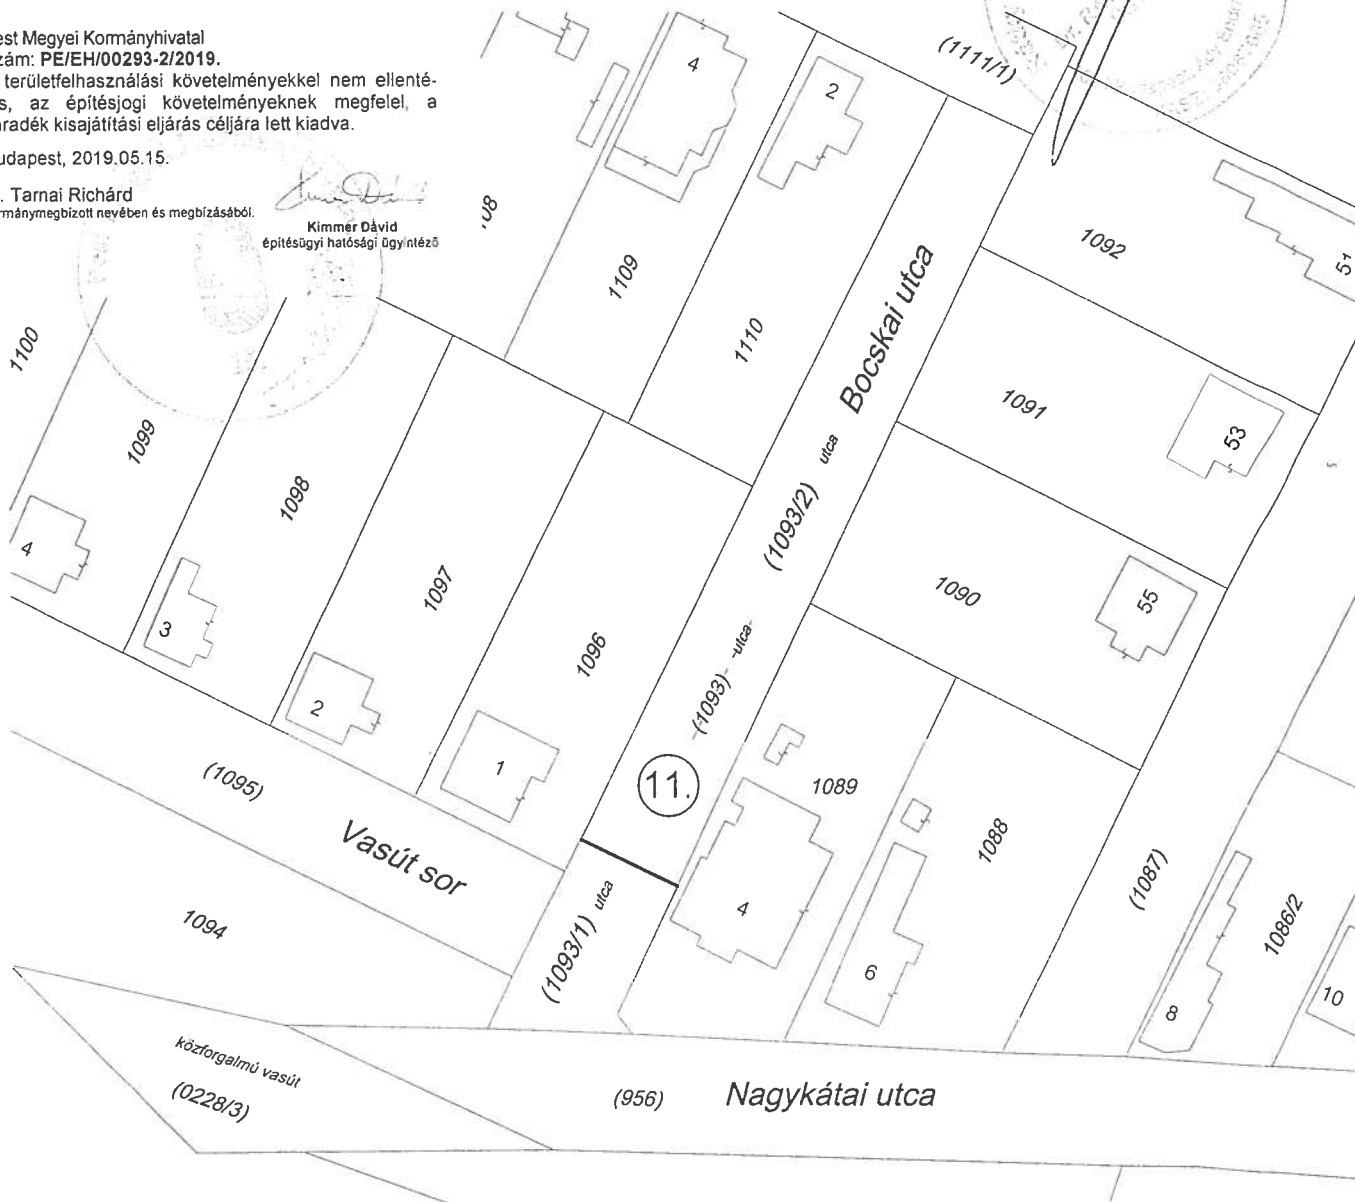 est Megyei Kormányhivatal
zám: PE/EH/00293-2/2019.
területfelhasználási követelményekkel nem ellenté-
s, az építésjogi követelményeknek megfelel, a
radék kisajátítási eljárás céljára lett kiadva.
udapest, 2019.05.15.
. Tarnai Richárd
rmánymegbízott nevében és megbízásából.
Kimmer Dávid
építésügyi hatósági ügyintéző
(1111/1)
4
2
08
1109
1110
1092
51
Bocskai utca
1100
1099
1098
1097
1096
1091
53
(1093/2) utca
1090
55
4
3
2
1
(1093) utca
11.
1089
1088
(1095)
Vasút sor
4
6
(1087)
1086/2
8
10
1094
(1093/1) utca
közforgalmú vasút
(0228/3)
(956)
Nagykátai utca